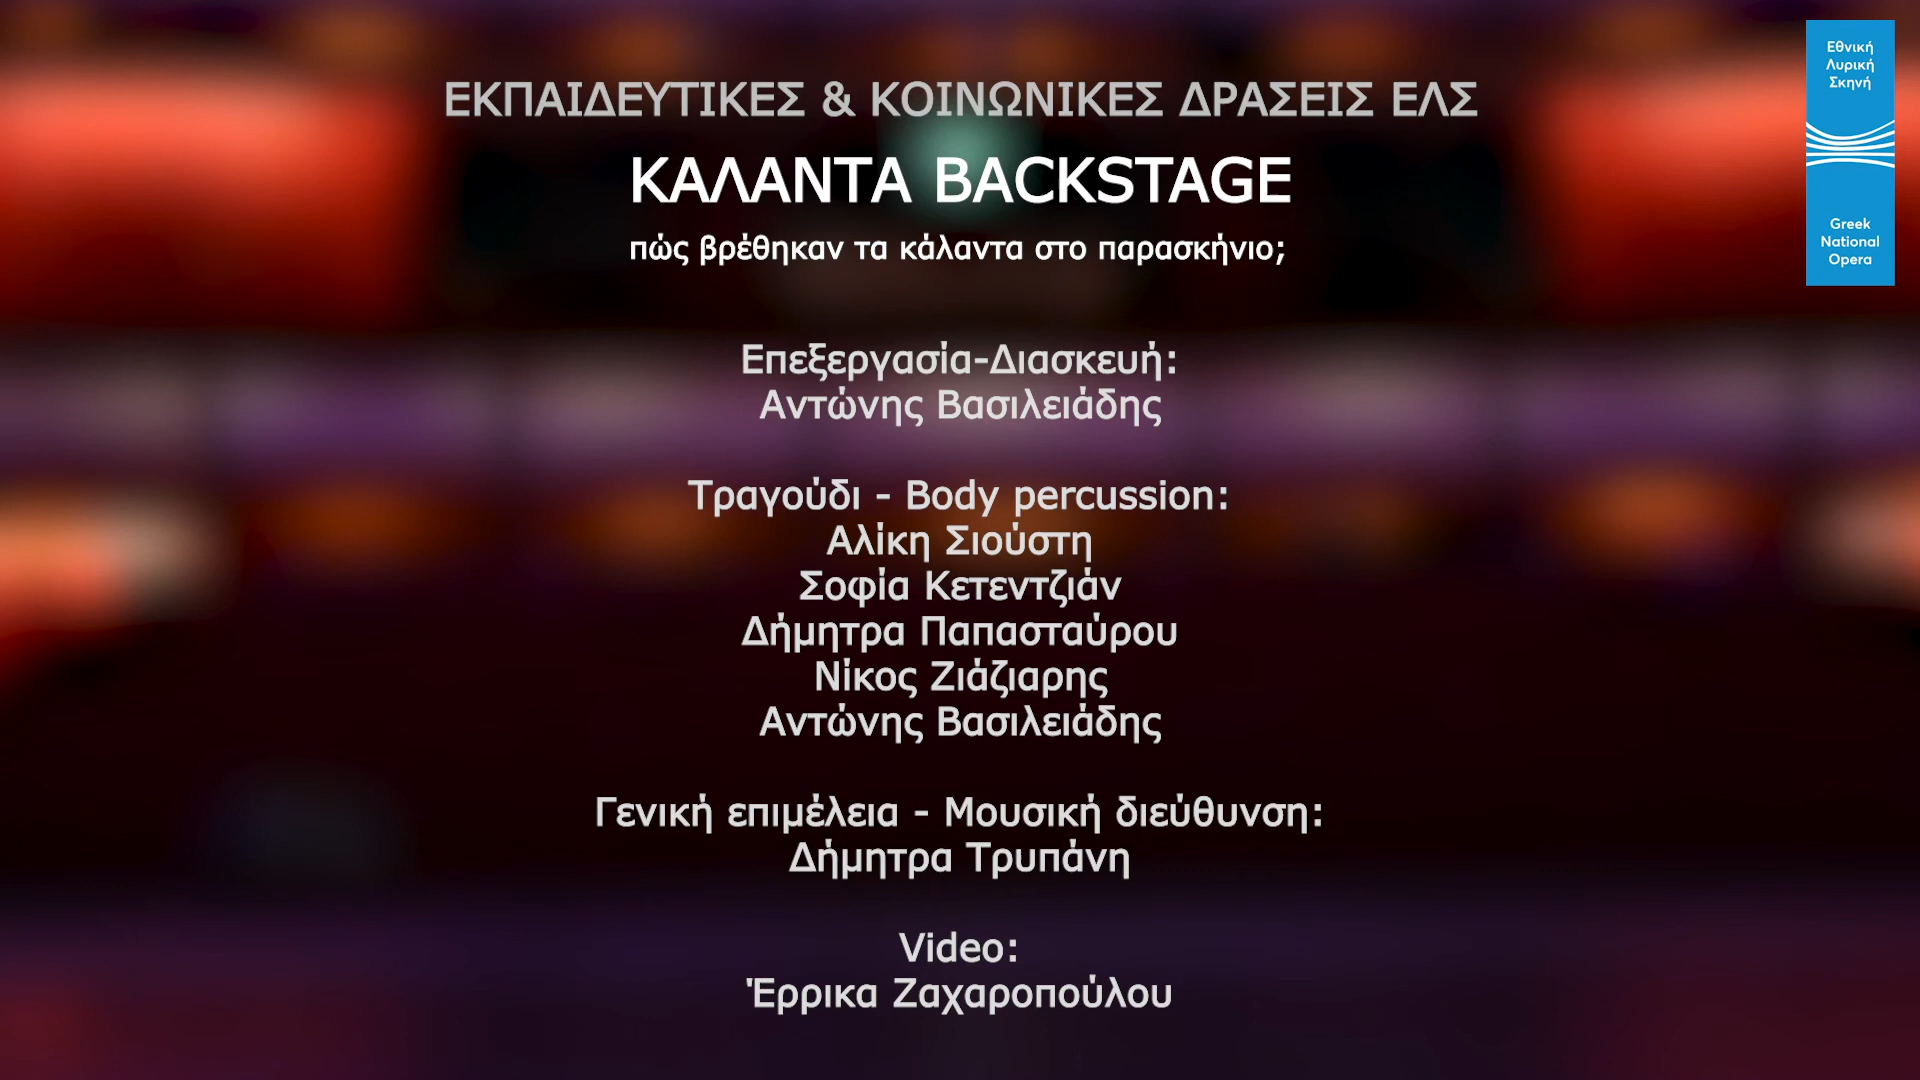 ΕΚΠΑΙΔΕΥΤΙΚΕΣ & ΚΟΙΝΩΝΙΚΕΣ ΔΡΑΣΕΙΣ ΕΛΣ
ΚΑΛΑΝΤΑ BACKSTAGE
πώς βρέθηκαν τα κάλαντα στο παρασκήνιο;
Επεξεργασία-Διασκευή:
Αντώνης Βασιλειάδης
Τραγούδι - Body percussion:
Αλίκη Σιούστη
Σοφία Κετεντζιάν
Δήμητρα Παπασταύρου
Νίκος Ζιάζιαρης
Αντώνης Βασιλειάδης
Γενική επιμέλεια - Μουσική διεύθυνση:
Δήμητρα Τρυπάνη
Video:
Έρρικα Ζαχαροπούλου
Εθνική
Λυρική
Σκηνή
Greek
National
Opera